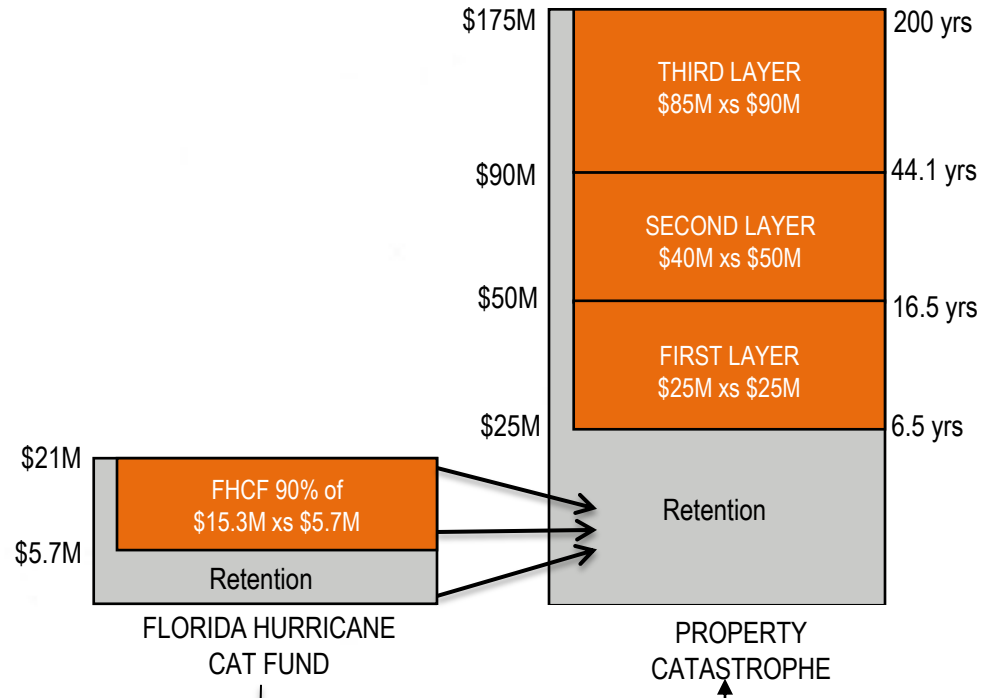 $175M
200 yrs
THIRD LAYER
$85M xs $90M
$90M
44.1 yrs
SECOND LAYER
$40M xs $50M
$50M
16.5 yrs
FIRST LAYER
$25M xs $25M
$25M
6.5 yrs
$21M
FHCF 90% of
$15.3M xs $5.7M
$5.7M
Retention
Retention
FLORIDA HURRICANE
CAT FUND
PROPERTY
CATASTROPHE